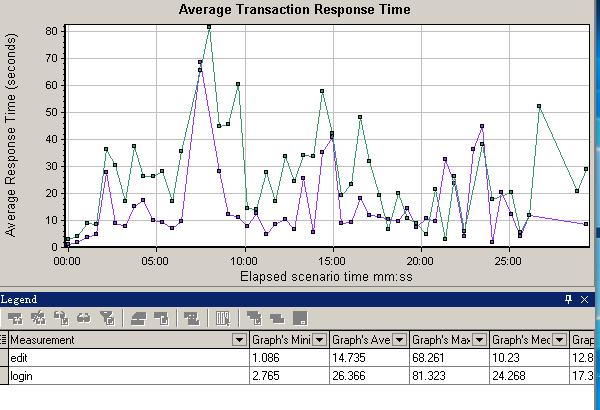 Average Transaction Response Time
Average Response Time (seconds)
80
70
60
50
40
30
20
10
0
00:00 05:00 10:00 15:00 20:00 25:00
Elapsed scenario time mm:ss
Legend
Measurement Graph's Mini Graph's Ave Graph's Max Graph's Med Graph's
edit 1.086 14.735 68.261 10.23 12.8
login 2.765 26.366 81.323 24.268 17.3